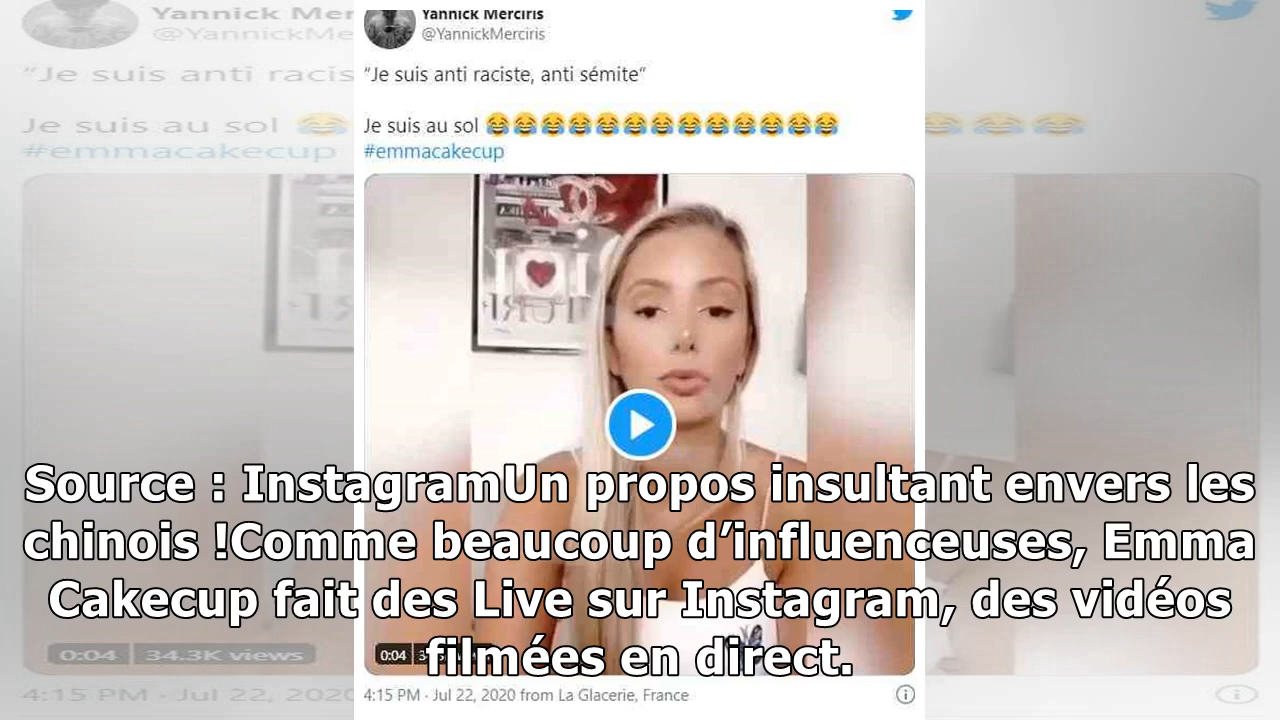 Yannick Merciris
@YannickMerciris
“Je suis anti raciste, anti sémite”
Je suis au sol 😂😂😂😂😂😂😂😂😂😂😂😂😂
#emmacakecup
Source : InstagramUn propos insultant envers les
chinois !Comme beaucoup d’influenceuses, Emma
Cakecup fait des Live sur Instagram, des vidéos
filmées en direct.
0:04
34.3K views
4:15 PM · Jul 22, 2020 from La Glacerie, France